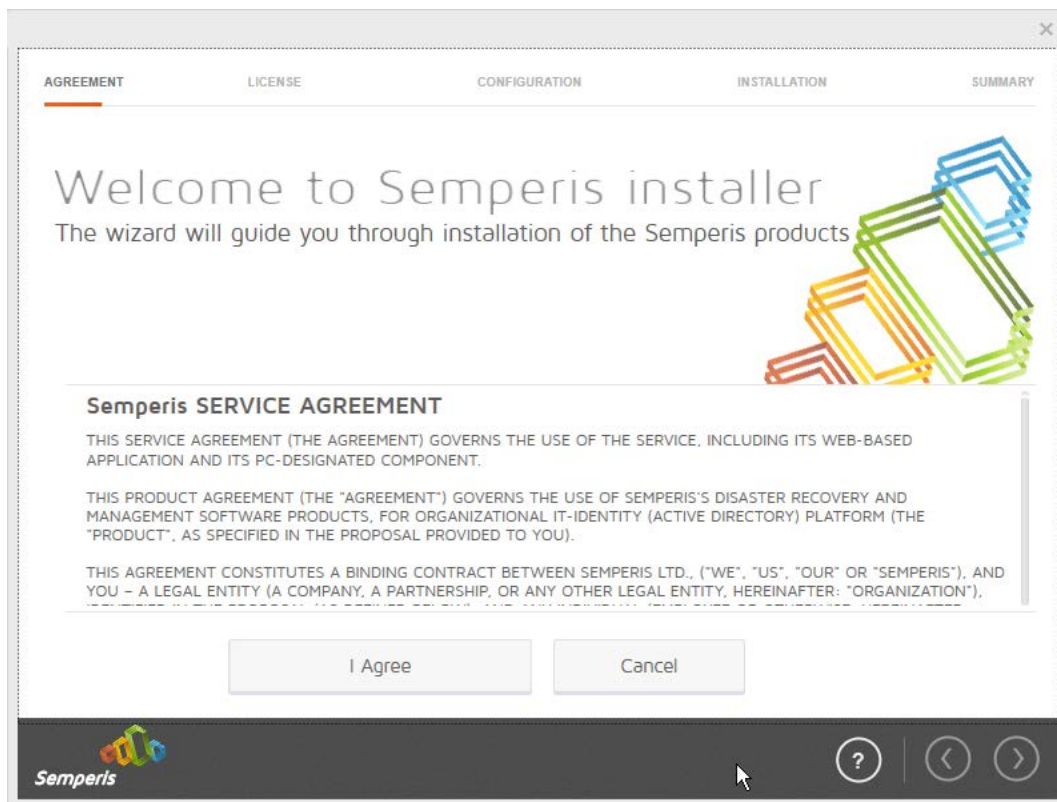 AGREEMENT LICENSE CONFIGURATION INSTALLATION SUMMARY
Welcome to Semperis installer
The wizard will guide you through installation of the Semperis products
Semperis SERVICE AGREEMENT
THIS SERVICE AGREEMENT (THE AGREEMENT) GOVERNS THE USE OF THE SERVICE, INCLUDING ITS WEB-BASED
APPLICATION AND ITS PC-DESIGNATED COMPONENT.
THIS PRODUCT AGREEMENT (THE "AGREEMENT") GOVERNS THE USE OF SEMPERIS'S DISASTER RECOVERY AND
MANAGEMENT SOFTWARE PRODUCTS, FOR ORGANIZATIONAL IT-IDENTITY (ACTIVE DIRECTORY) PLATFORM (THE
"PRODUCT", AS SPECIFIED IN THE PROPOSAL PROVIDED TO YOU).
THIS AGREEMENT CONSTITUTES A BINDING CONTRACT BETWEEN SEMPERIS LTD., ("WE", "US", "OUR" OR "SEMPERIS"), AND
YOU – A LEGAL ENTITY (A COMPANY, A PARTNERSHIP, OR ANY OTHER LEGAL ENTITY, HEREINAFTER: "ORGANIZATION"),
I Agree Cancel
Semperis ?